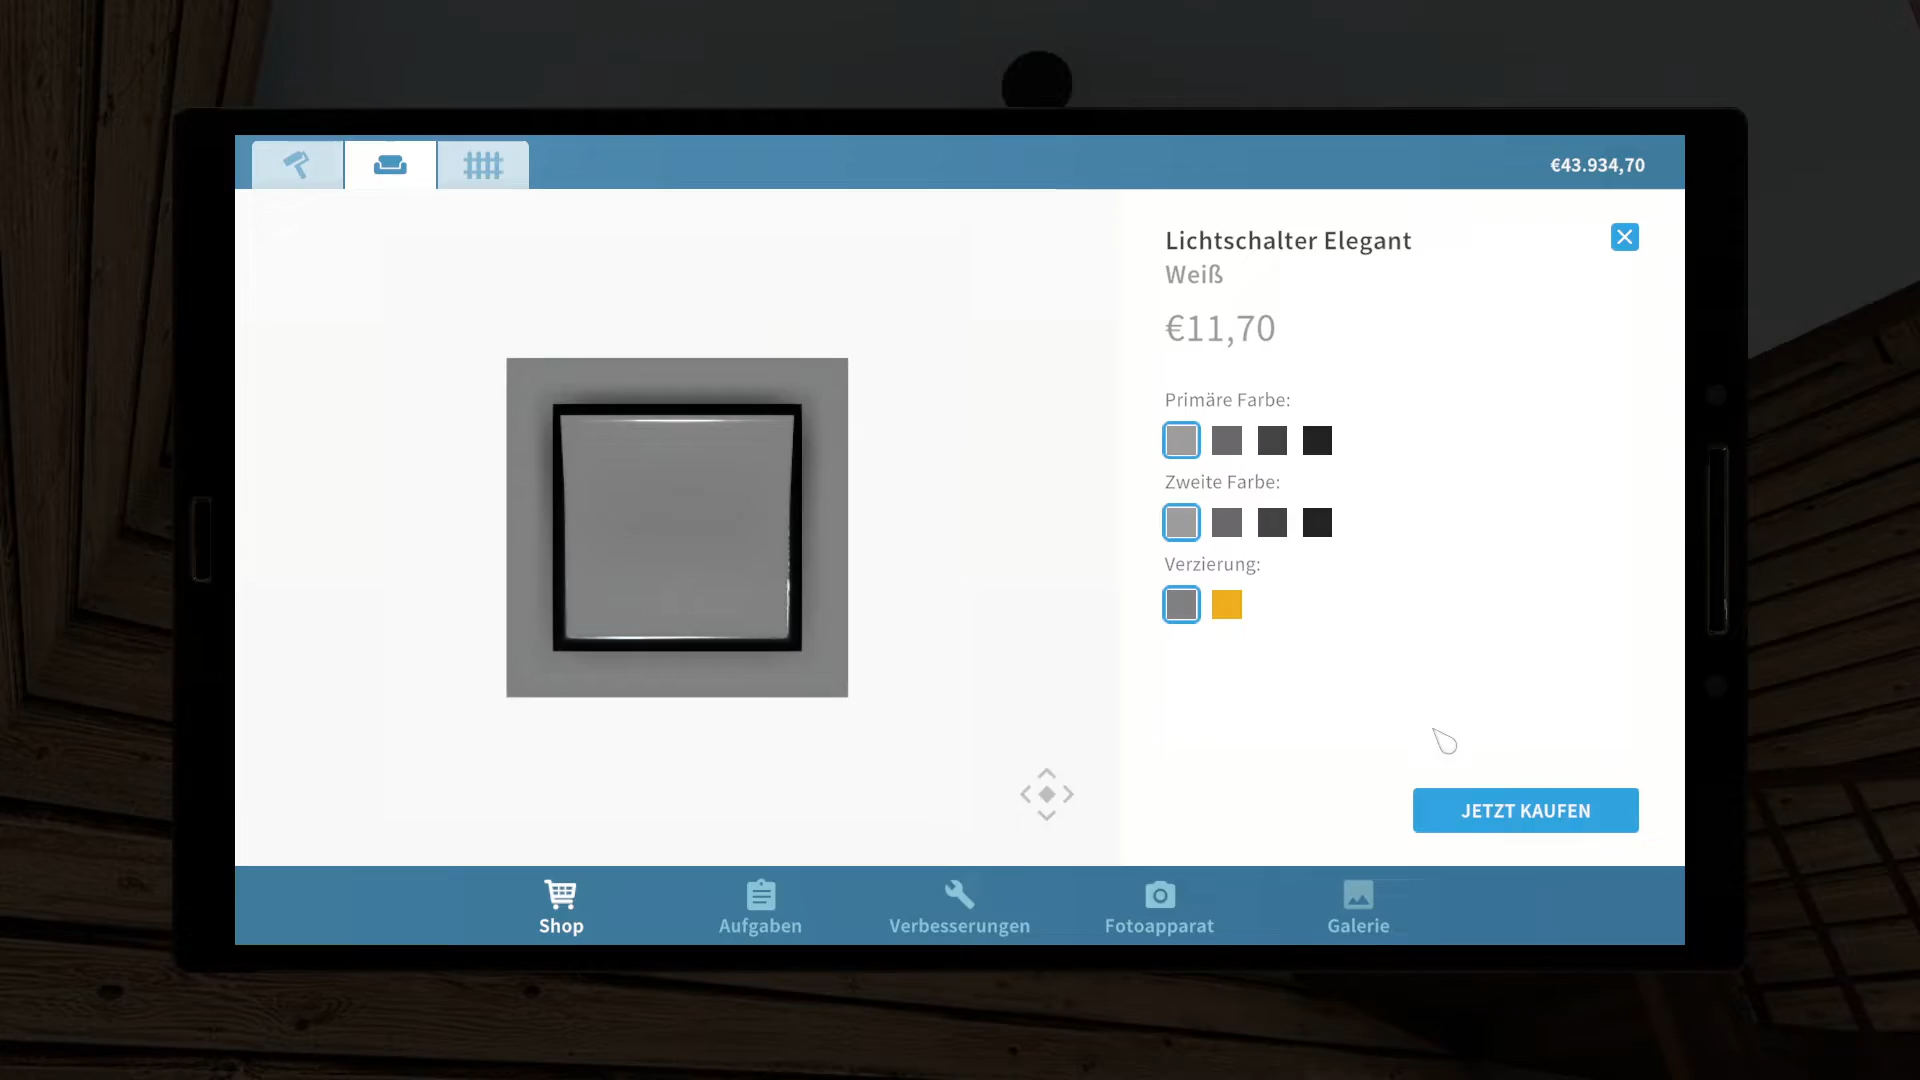 €43.934,70
Lichtschalter Elegant
Weiß
€11,70
Primäre Farbe:
Zweite Farbe:
Verzierung:
JETZT KAUFEN
Shop
Aufgaben
Verbesserungen
Fotoapparat
Galerie